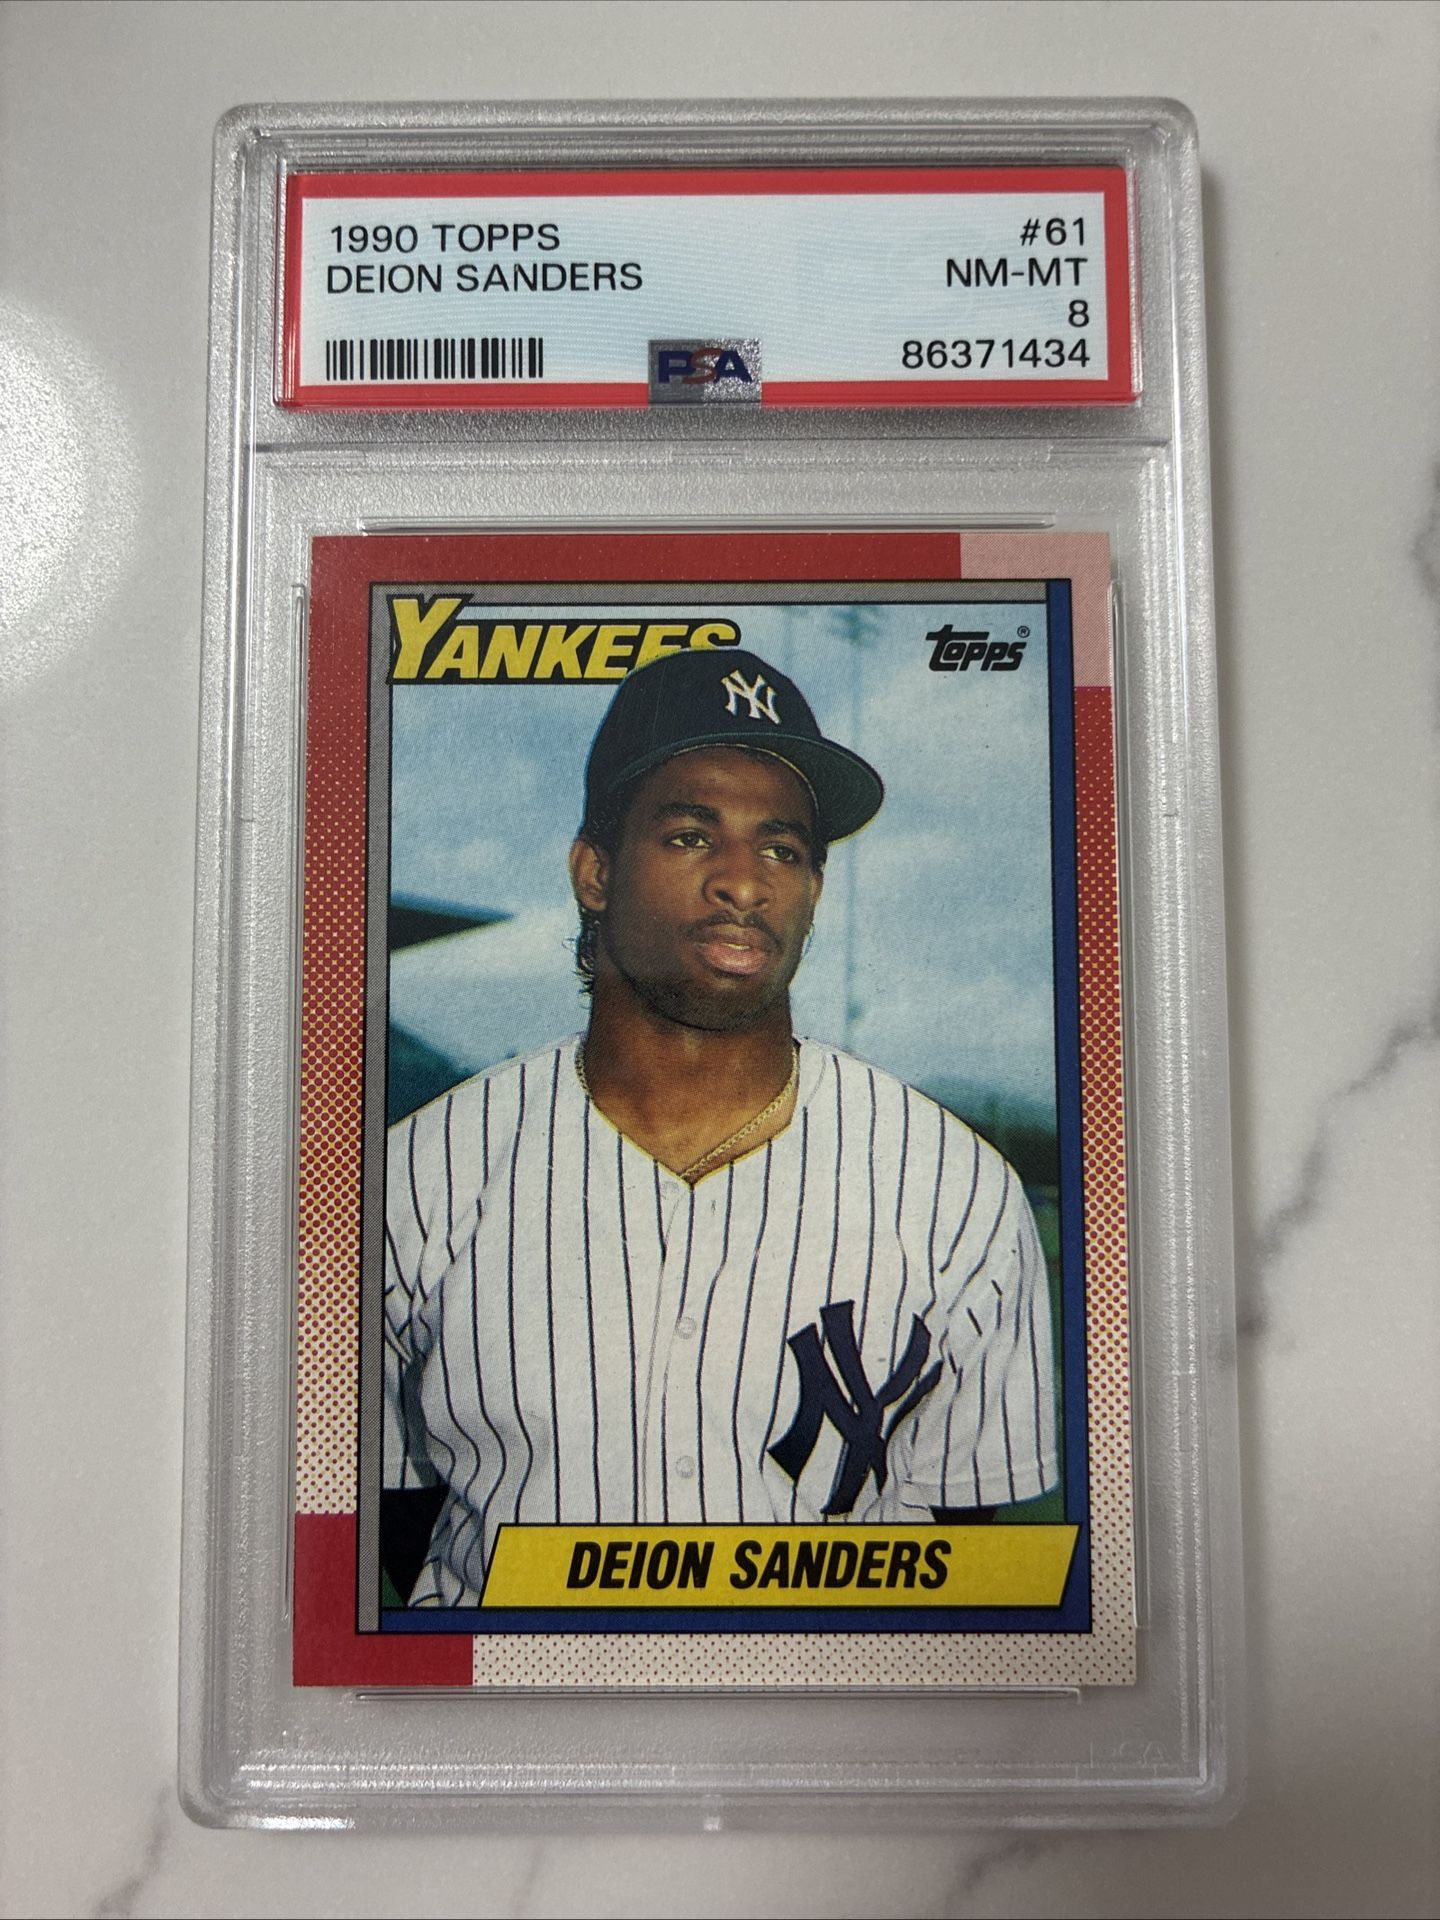 1990 TOPPS #61
DEION SANDERS NM-MT
8
PSA 86371434
YANKEES
topps®
NY
NY
DEION SANDERS